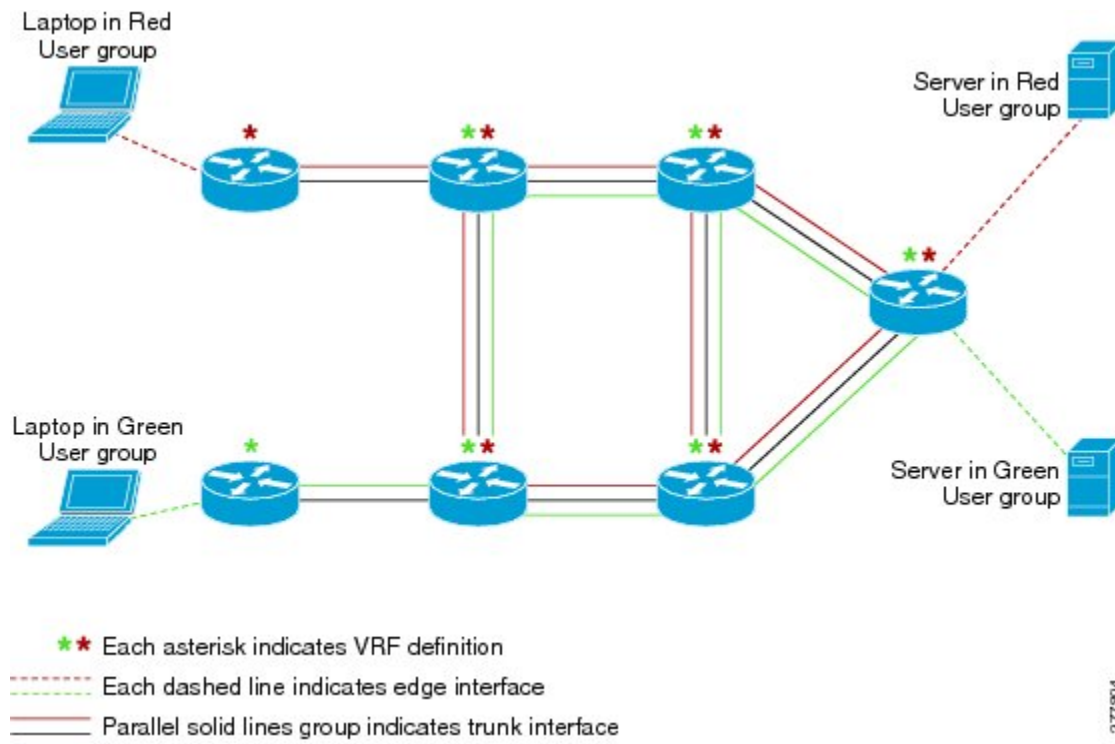 Laptop in Red
User group
Server in Red
User group
* *
* *
* *
*
Laptop in Green
User group
*
* *
* *
Server in Green
User group
* * Each asterisk indicates VRF definition
Each dashed line indicates edge interface
Parallel solid lines group indicates trunk interface